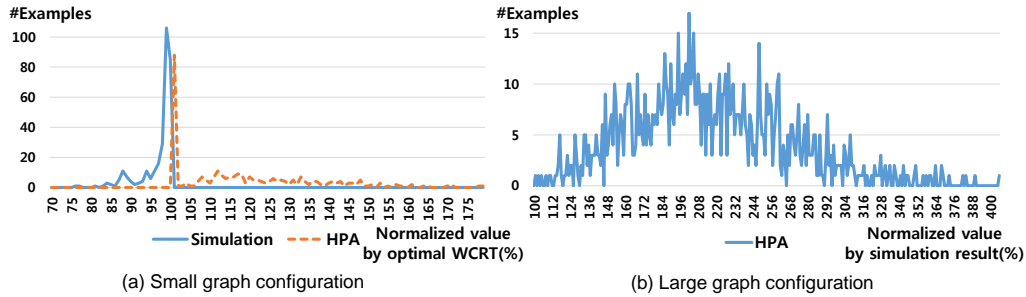 #Examples
100
80
60
40
20
0
70 75 80 85 90 95 100 105 110 115 120 125 130 135 140 145 150 155 160 165 170 175
Simulation HPA Normalized value
by optimal WCRT(%)
(a) Small graph configuration
#Examples
15
10
5
0
100 112 124 136 148 160 172 184 196 208 220 232 244 256 268 280 292 304 316 328 340 352 364 376 388 400
HPA Normalized value
by simulation result(%)
(b) Large graph configuration